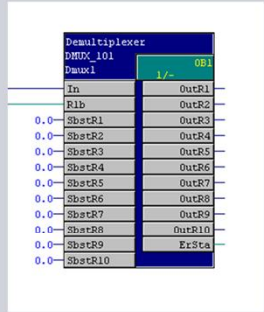 Demultiplexer
DMUX_101
Dmux1
OB1
1/-
In OutR1
Rlb OutR2
0.0 SbstR1 OutR3
0.0 SbstR2 OutR4
0.0 SbstR3 OutR5
0.0 SbstR4 OutR6
0.0 SbstR5 OutR7
0.0 SbstR6 OutR8
0.0 SbstR7 OutR9
0.0 SbstR8 OutR10
0.0 SbstR9 ErSta
0.0 SbstR10